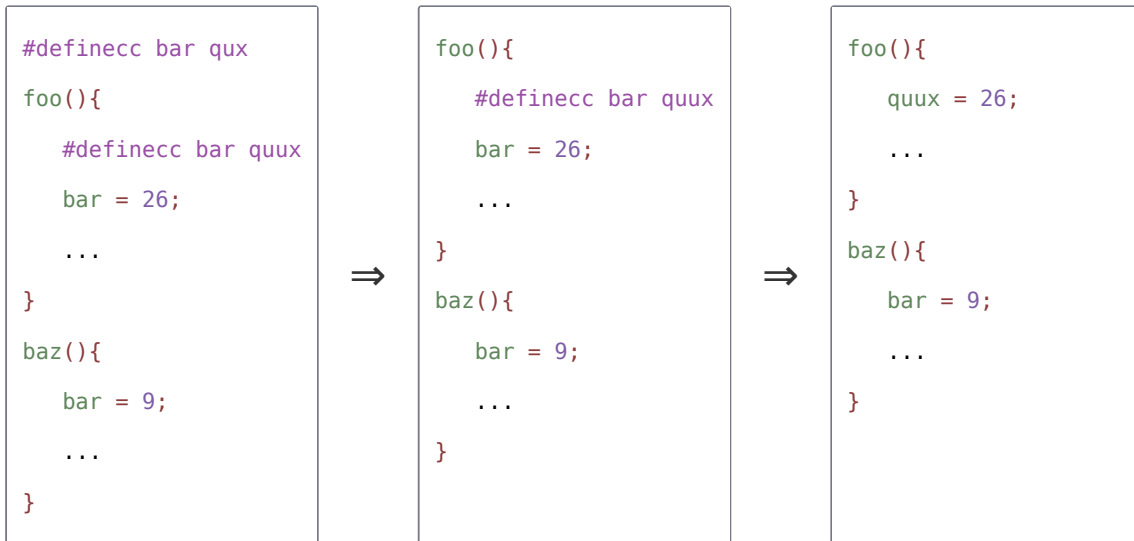 #definecc bar qux
foo(){
#definecc bar quux
bar = 26;
...
}
baz(){
bar = 9;
...
}
⇒
foo(){
#definecc bar quux
bar = 26;
...
}
baz(){
bar = 9;
...
}
⇒
foo(){
quux = 26;
...
}
baz(){
bar = 9;
...
}